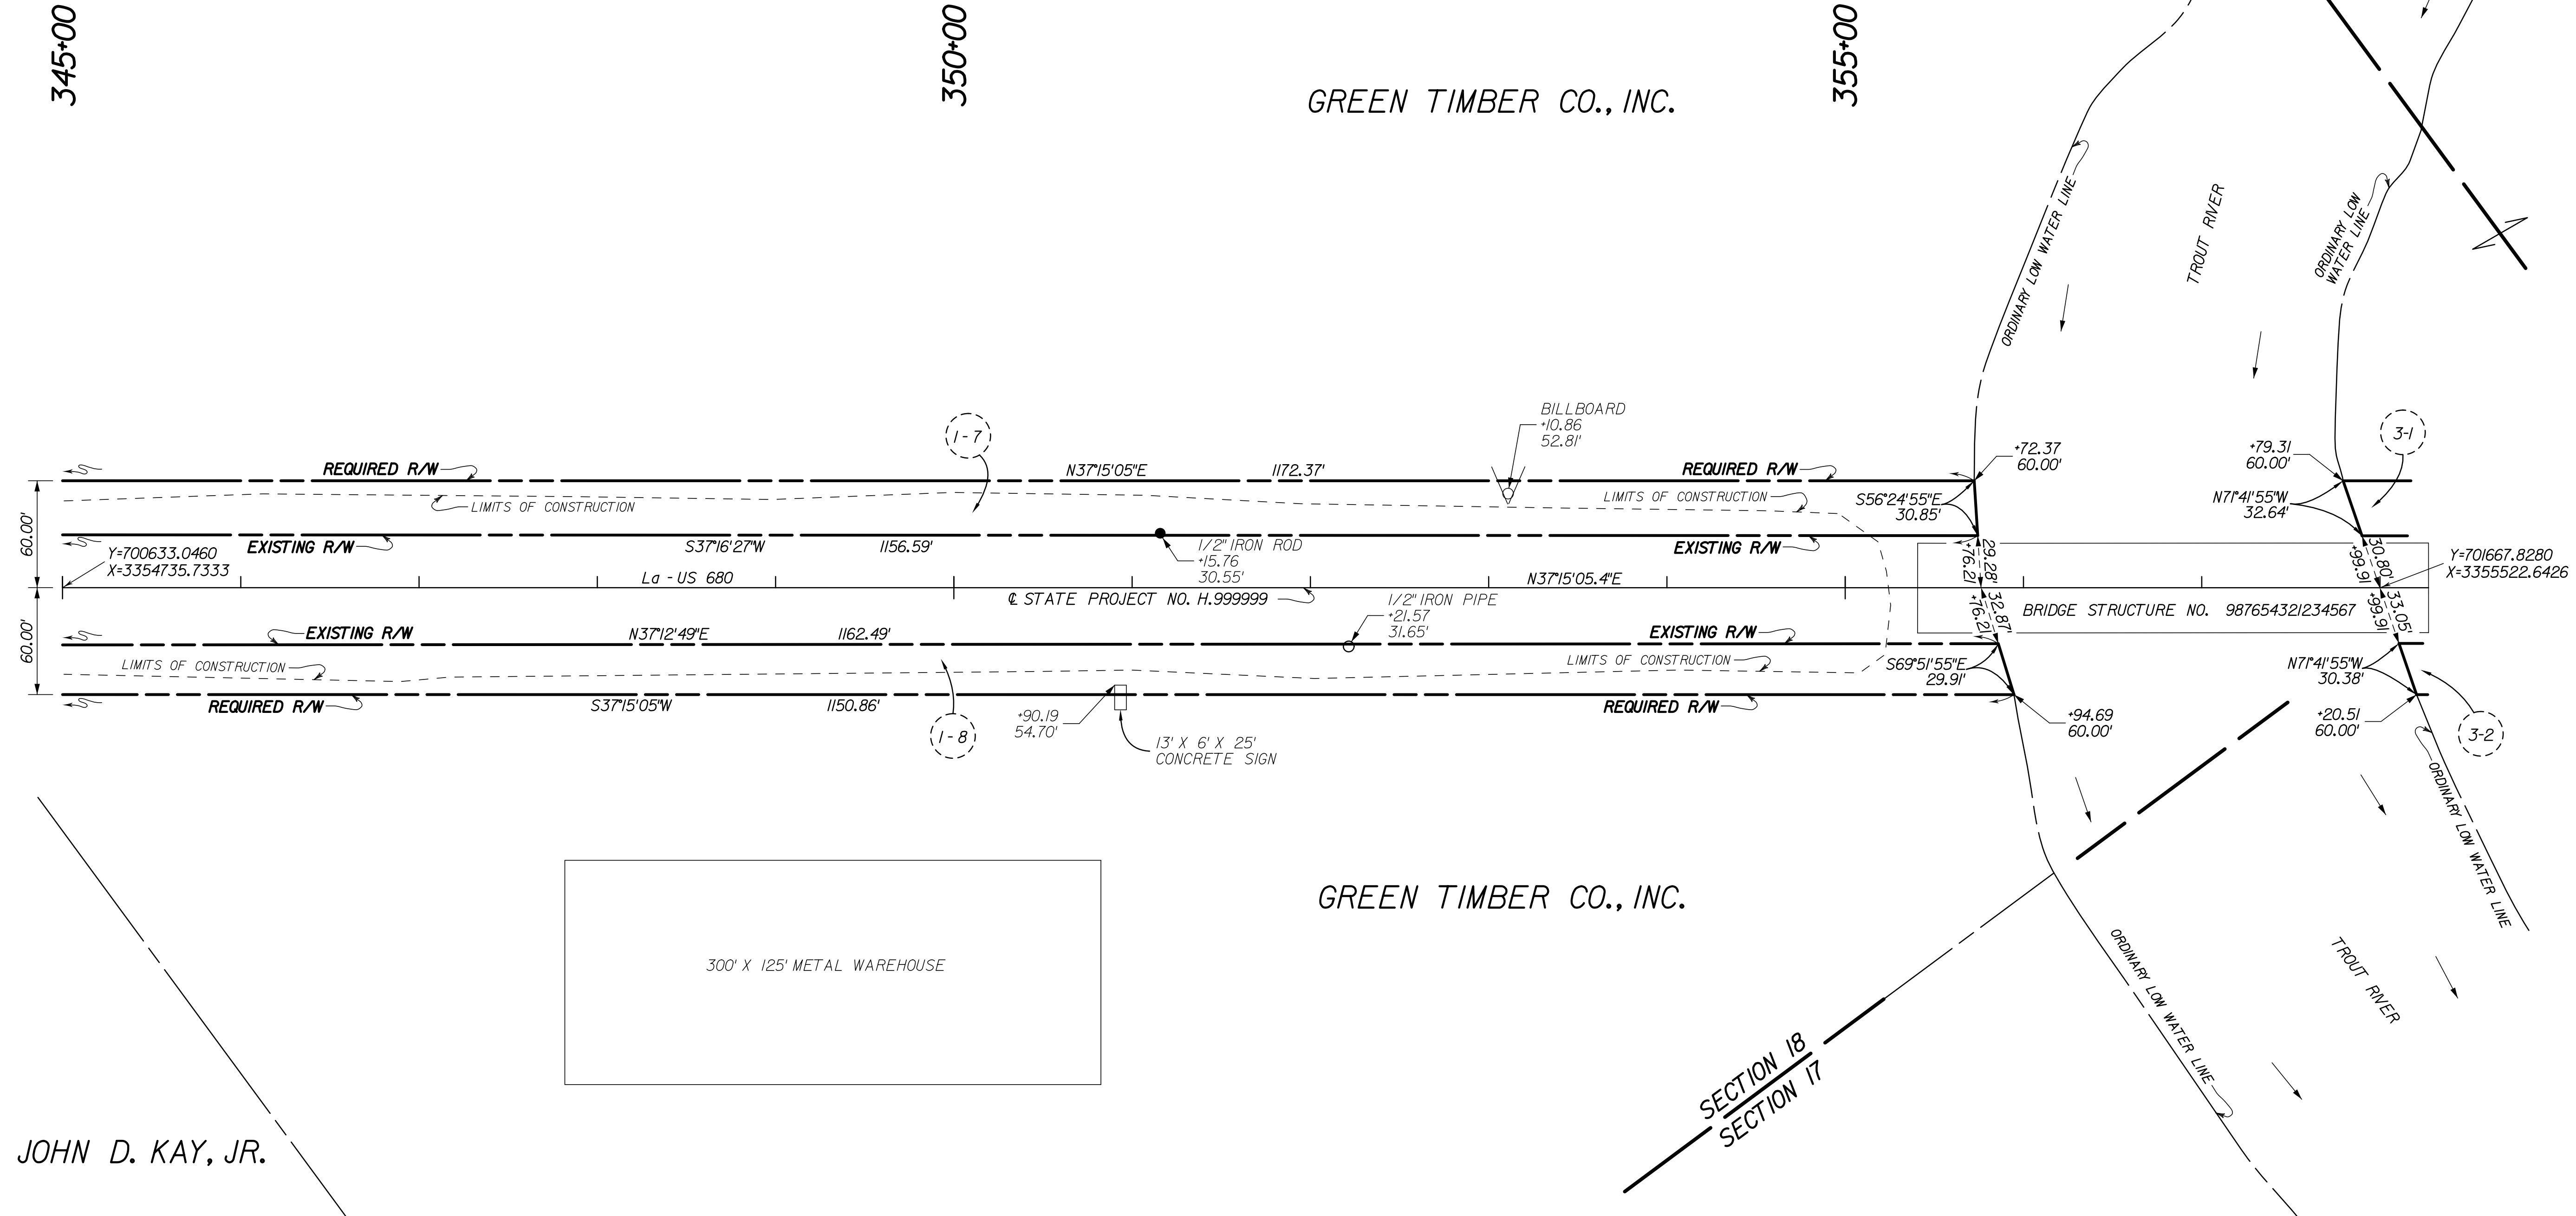 345+00
350+00
355+00
GREEN TIMBER CO., INC.
ORDINARY LOW WATER LINE
TROUT RIVER
ORDINARY LOW
WATER LINE
BILLBOARD
+10.86
52.81'
1-7
3-1
REQUIRED R/W
N37°15'05"E
1172.37'
REQUIRED R/W
+72.37
60.00'
+79.31
60.00'
LIMITS OF CONSTRUCTION
LIMITS OF CONSTRUCTION
S56°24'55"E
30.85'
N71°41'55"W
32.64'
60.00'
EXISTING R/W
S37°16'27"W
1156.59'
1/2" IRON ROD
+15.76
30.55'
EXISTING R/W
Y=700633.0460
X=3354735.7333
29.28'
+76.21
30.80'
+99.91
Y=701667.8280
X=3355522.6426
La - US 680
N37°15'05.4"E
℄ STATE PROJECT NO. H.999999
1/2" IRON PIPE
+21.57
31.65'
32.87'
+76.21
BRIDGE STRUCTURE NO. 987654321234567
33.05'
+99.91
60.00'
EXISTING R/W
N37°12'49"E
1162.49'
EXISTING R/W
LIMITS OF CONSTRUCTION
LIMITS OF CONSTRUCTION
S69°51'55"E
29.91'
N71°41'55"W
30.38'
REQUIRED R/W
S37°15'05"W
1150.86'
REQUIRED R/W
+90.19
54.70'
+94.69
60.00'
+20.51
60.00'
1-8
3-2
13' X 6' X 25'
CONCRETE SIGN
ORDINARY LOW WATER LINE
GREEN TIMBER CO., INC.
300' X 125' METAL WAREHOUSE
ORDINARY LOW WATER LINE
TROUT RIVER
SECTION 18
SECTION 17
JOHN D. KAY, JR.